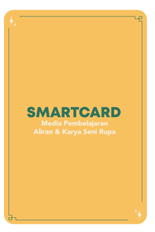 SMARTCARD
Media Pembelajaran
Aliran & Karya Seni Rupa